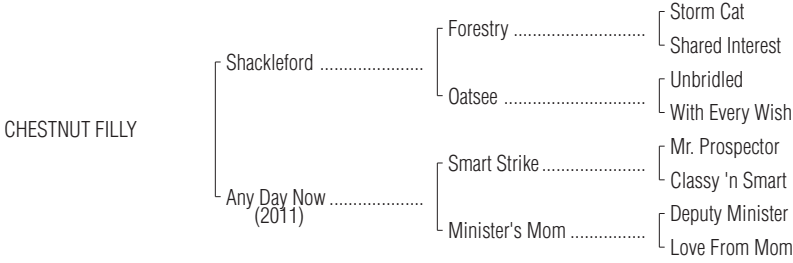 Storm Cat
Forestry ............................
Shared Interest
Shackleford ......................
Unbridled
Oatsee ..............................
With Every Wish
CHESTNUT FILLY
Mr. Prospector
Smart Strike ......................
Classy 'n Smart
Any Day Now ....................
(2011)
Deputy Minister
Minister's Mom ................
Love From Mom